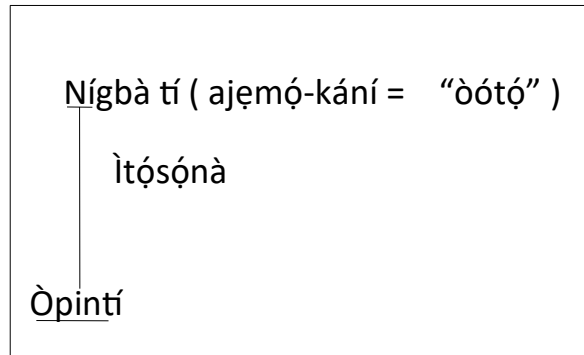 Nígbà tí ( ajẹmọ́-kání = “òótọ́” )
Ìtọ́sọ́nà
Òpintí